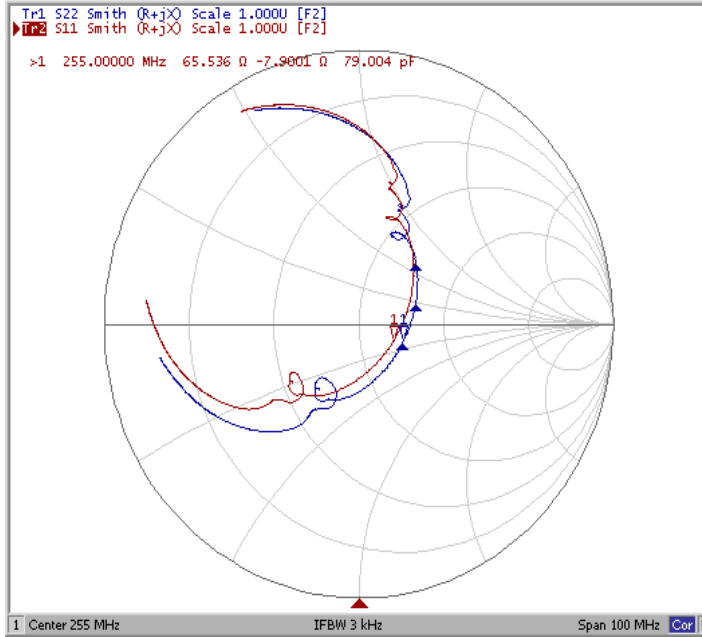 Tr1 S22 Smith (R+jX) Scale 1.000U [F2]
Tr2 S11 Smith (R+jX) Scale 1.000U [F2]
>1 255.00000 MHz 65.536 Ω -7.9001 Ω 79.004 pF
1 1
1 Center 255 MHz IFBW 3 kHz Span 100 MHz Cor